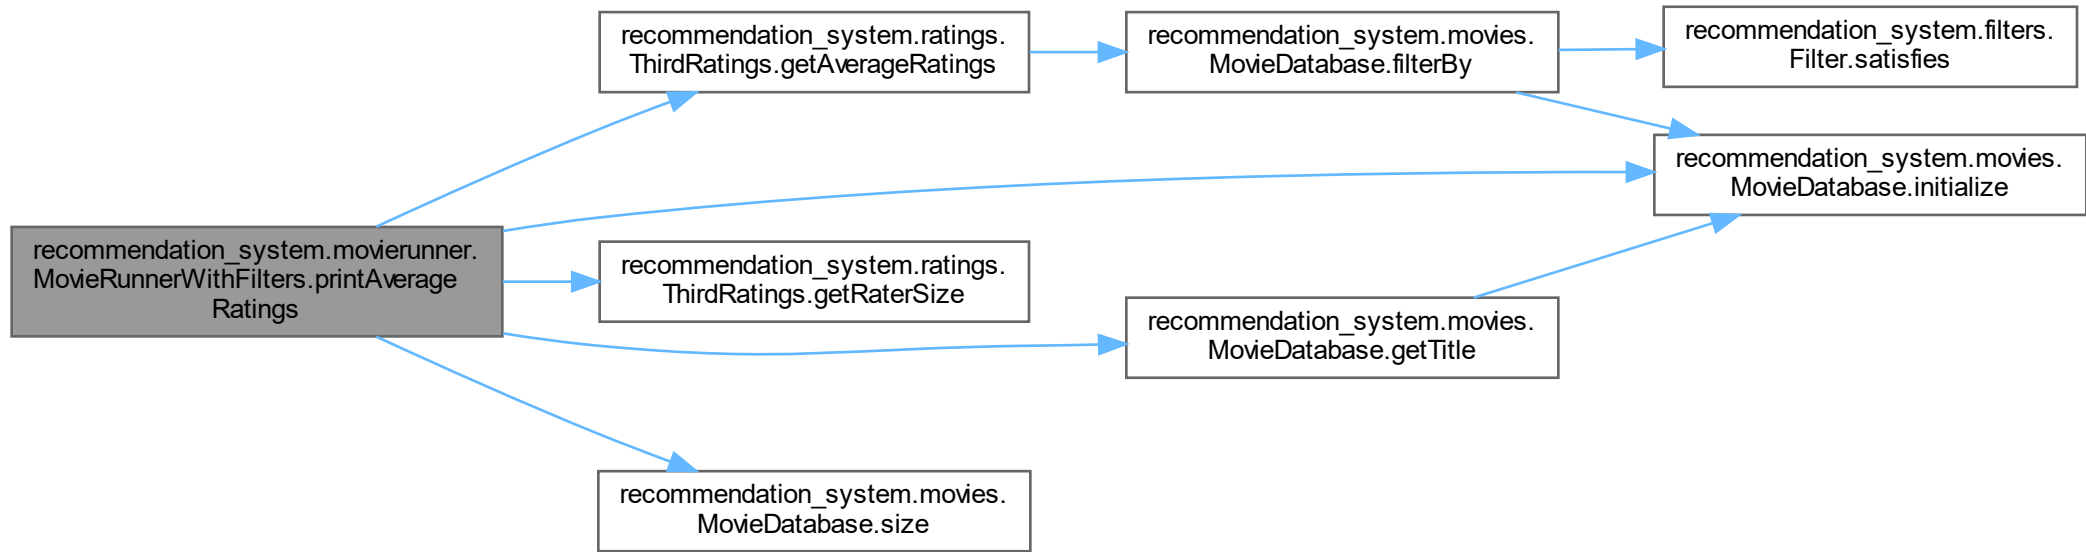 recommendation_system.ratings.
ThirdRatings.getAverageRatings
recommendation_system.movies.
MovieDatabase.filterBy
recommendation_system.filters.
Filter.satisfies
recommendation_system.movies.
MovieDatabase.initialize
recommendation_system.movierunner.
MovieRunnerWithFilters.printAverage
Ratings
recommendation_system.ratings.
ThirdRatings.getRaterSize
recommendation_system.movies.
MovieDatabase.getTitle
recommendation_system.movies.
MovieDatabase.size